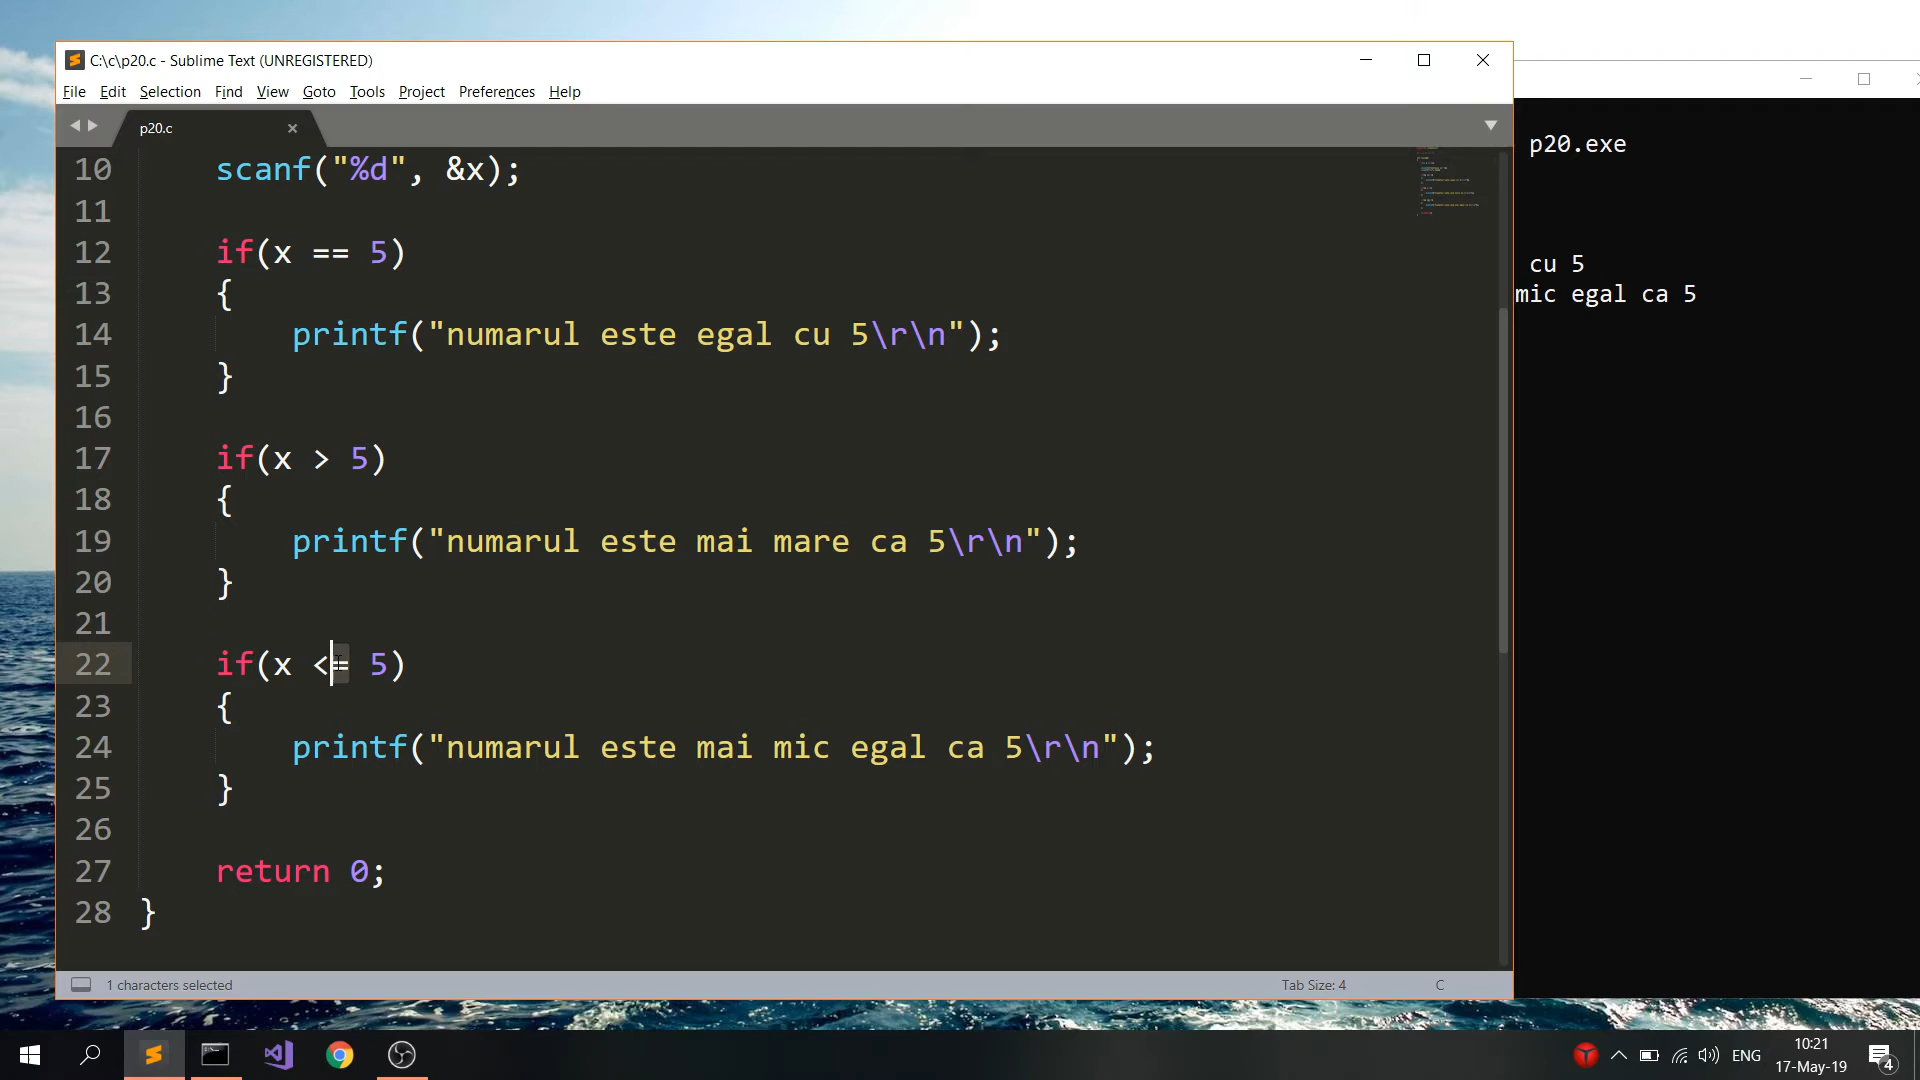 C:\c\p20.c - Sublime Text (UNREGISTERED)
File Edit Selection Find View Goto Tools Project Preferences Help
p20.c
10 scanf("%d", &x);
11
12 if(x == 5)
13 {
14 printf("numarul este egal cu 5\r\n");
15 }
16
17 if(x > 5)
18 {
19 printf("numarul este mai mare ca 5\r\n");
20 }
21
22 if(x <= 5)
23 {
24 printf("numarul este mai mic egal ca 5\r\n");
25 }
26
27 return 0;
28 }
1 characters selected Tab Size: 4 C
p20.exe
cu 5
mic egal ca 5
ENG
10:21
17-May-19
4